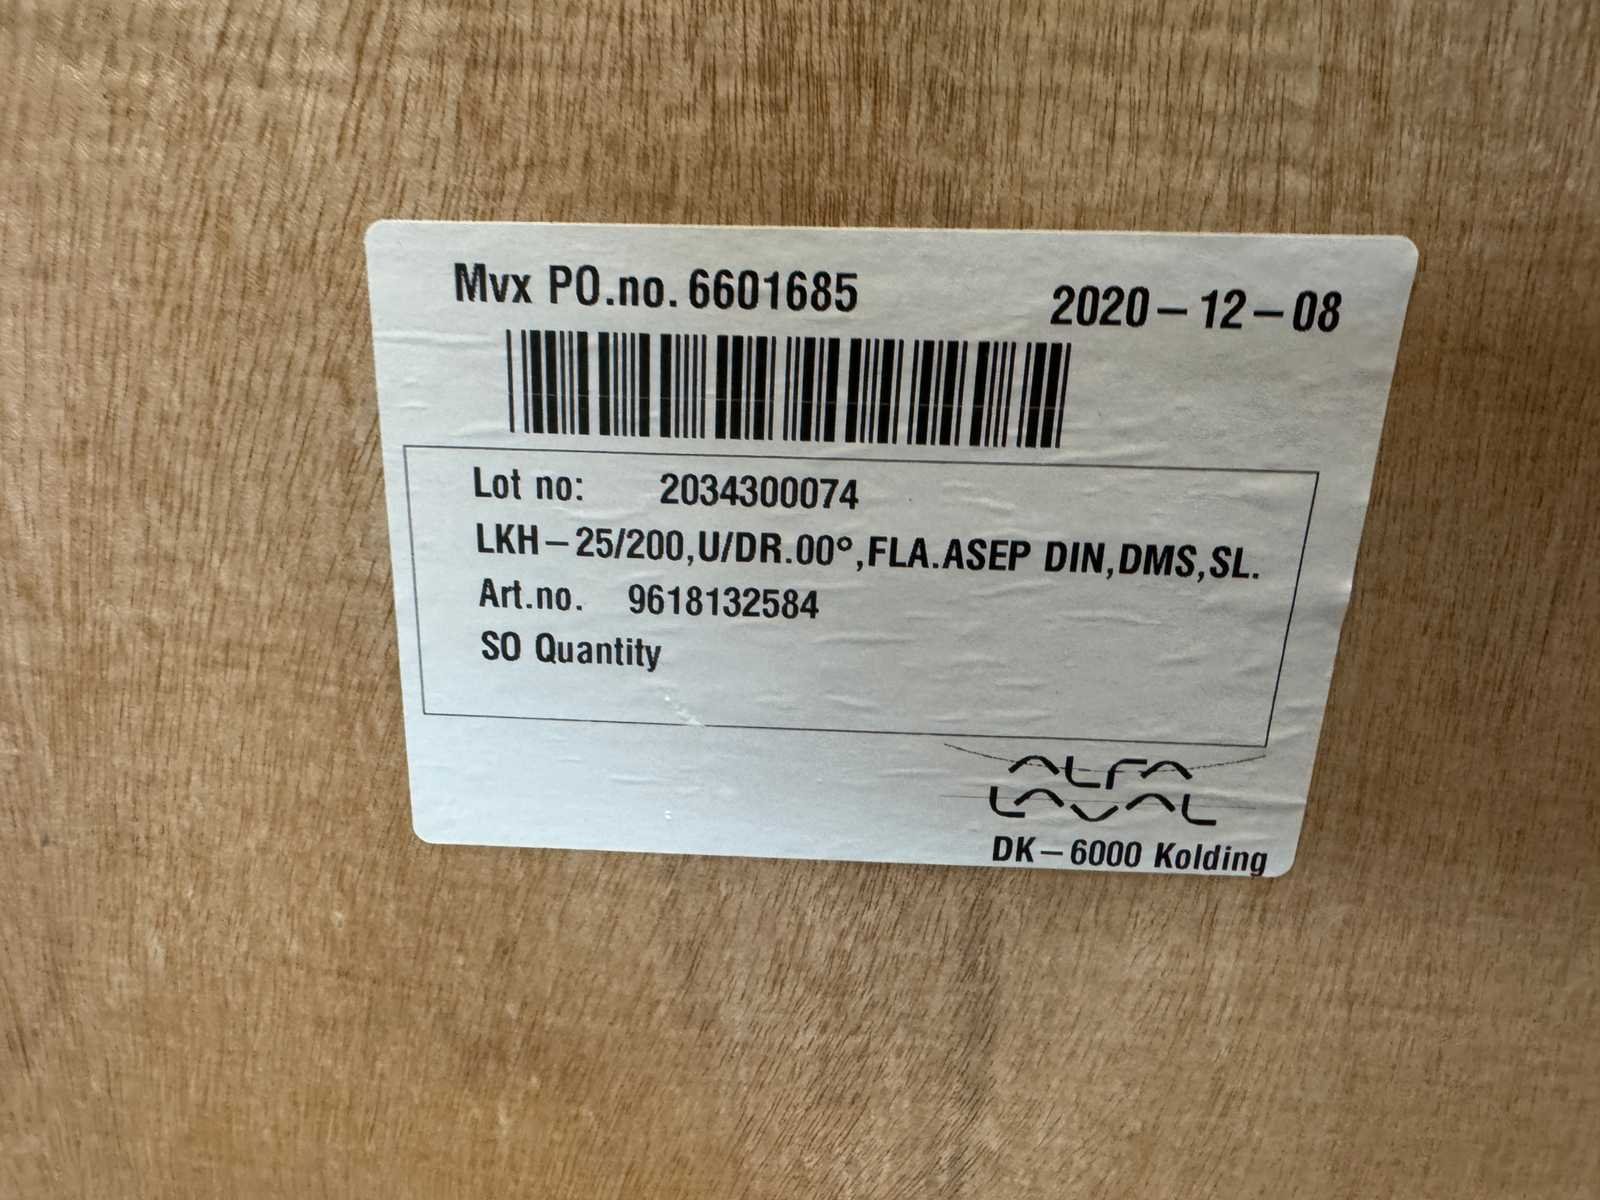 Mvx PO.no. 6601685
2020-12-08
Lot no: 2034300074
LKH-25/200,U/DR.00°,FLA.ASEP DIN,DMS,SL.
Art.no. 9618132584
SO Quantity
ALFA
LAVAL
DK-6000 Kolding